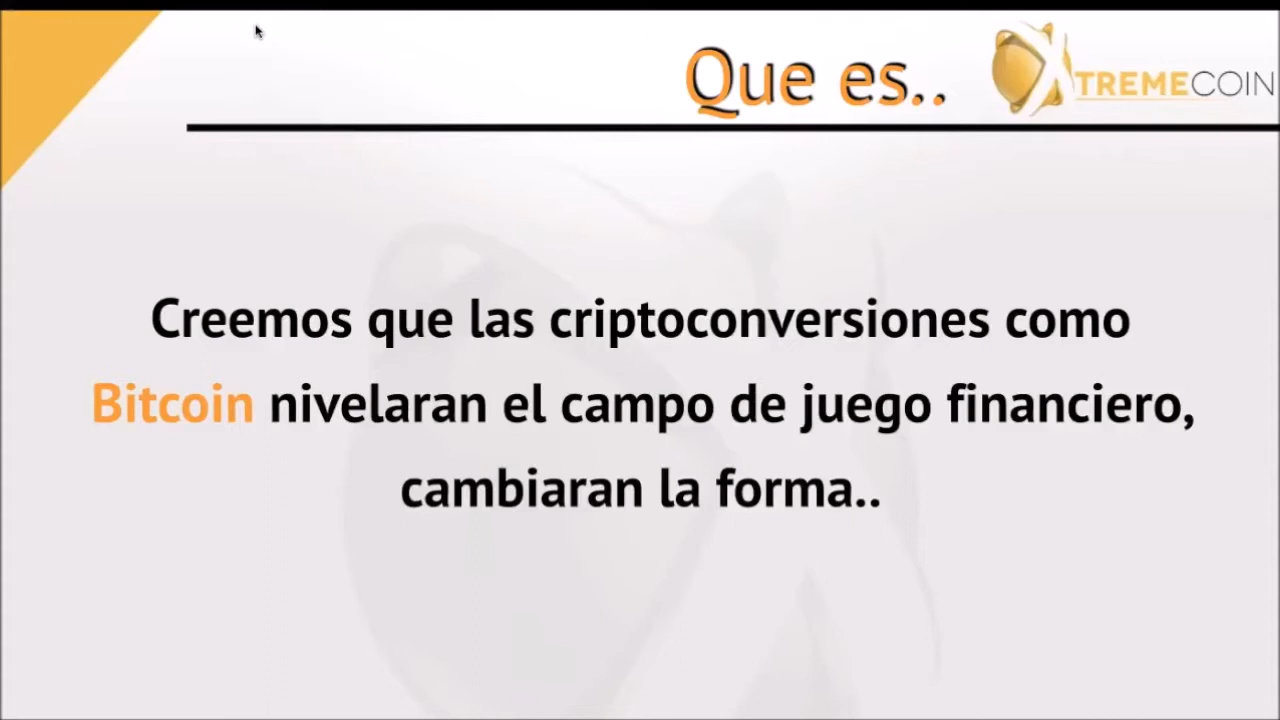 Que es..
XTREMECOIN
Creemos que las criptoconversiones como
Bitcoin nivelaran el campo de juego financiero,
cambiaran la forma..